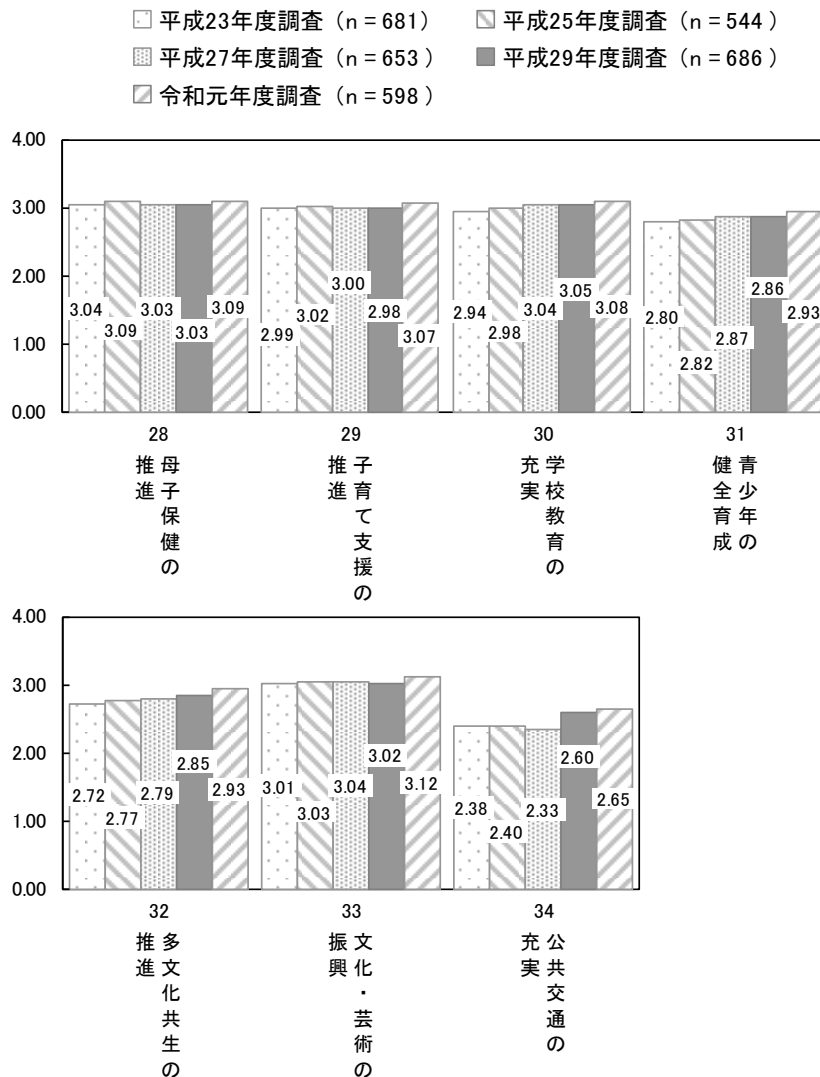 平成23年度調査（n＝681） 平成25年度調査（n＝544）
平成27年度調査（n＝653） 平成29年度調査（n＝686）
令和元年度調査（n＝598）
4.00
3.00
2.00
1.00
0.00
3.04 3.09 3.03 3.03 3.09
2.99 3.02 3.00 2.98 3.07
2.94 2.98 3.04 3.05 3.08
2.80 2.82 2.87 2.86 2.93
28
母子保健の
推進
29
子育て支援の
推進
30
学校教育の
充実
31
青少年の
健全育成
4.00
3.00
2.00
1.00
0.00
2.72 2.77 2.79 2.85 2.93
3.01 3.03 3.04 3.02 3.12
2.38 2.40 2.33 2.60 2.65
32
多文化共生の
推進
33
文化・芸術の
振興
34
公共交通の
充実